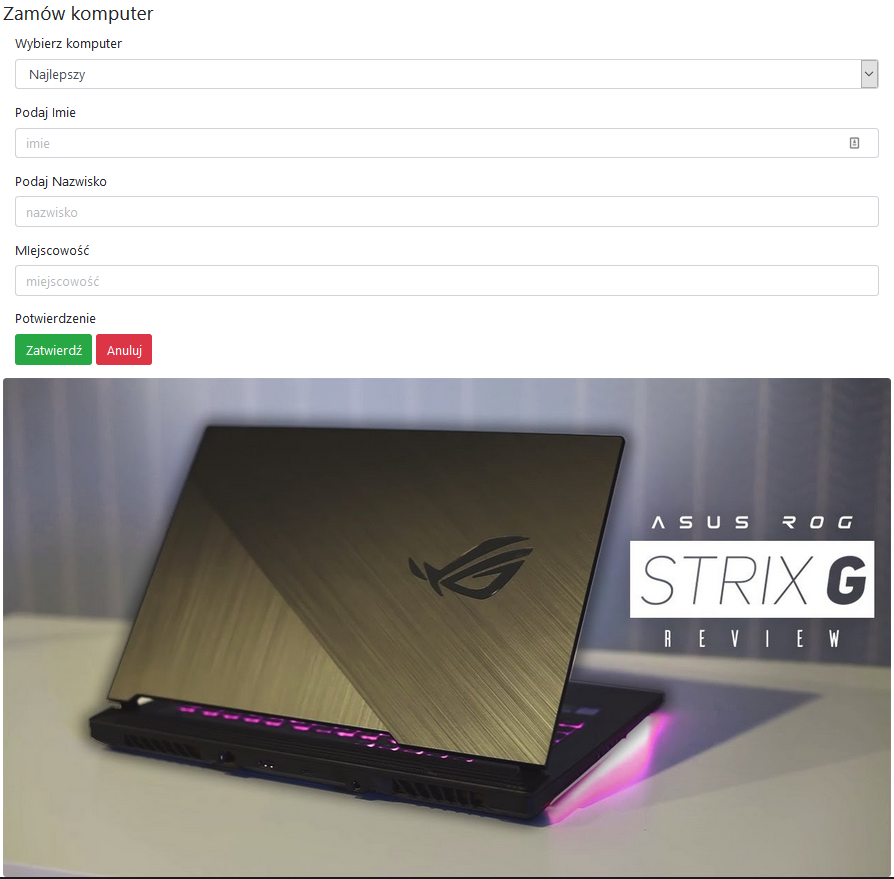 Zamów komputer
Wybierz komputer
Najlepszy
Podaj Imie
imie
Podaj Nazwisko
nazwisko
MIejscowość
miejscowość
Potwierdzenie
Zatwierdź Anuluj
ASUS ROG
STRIX G
REVIEW